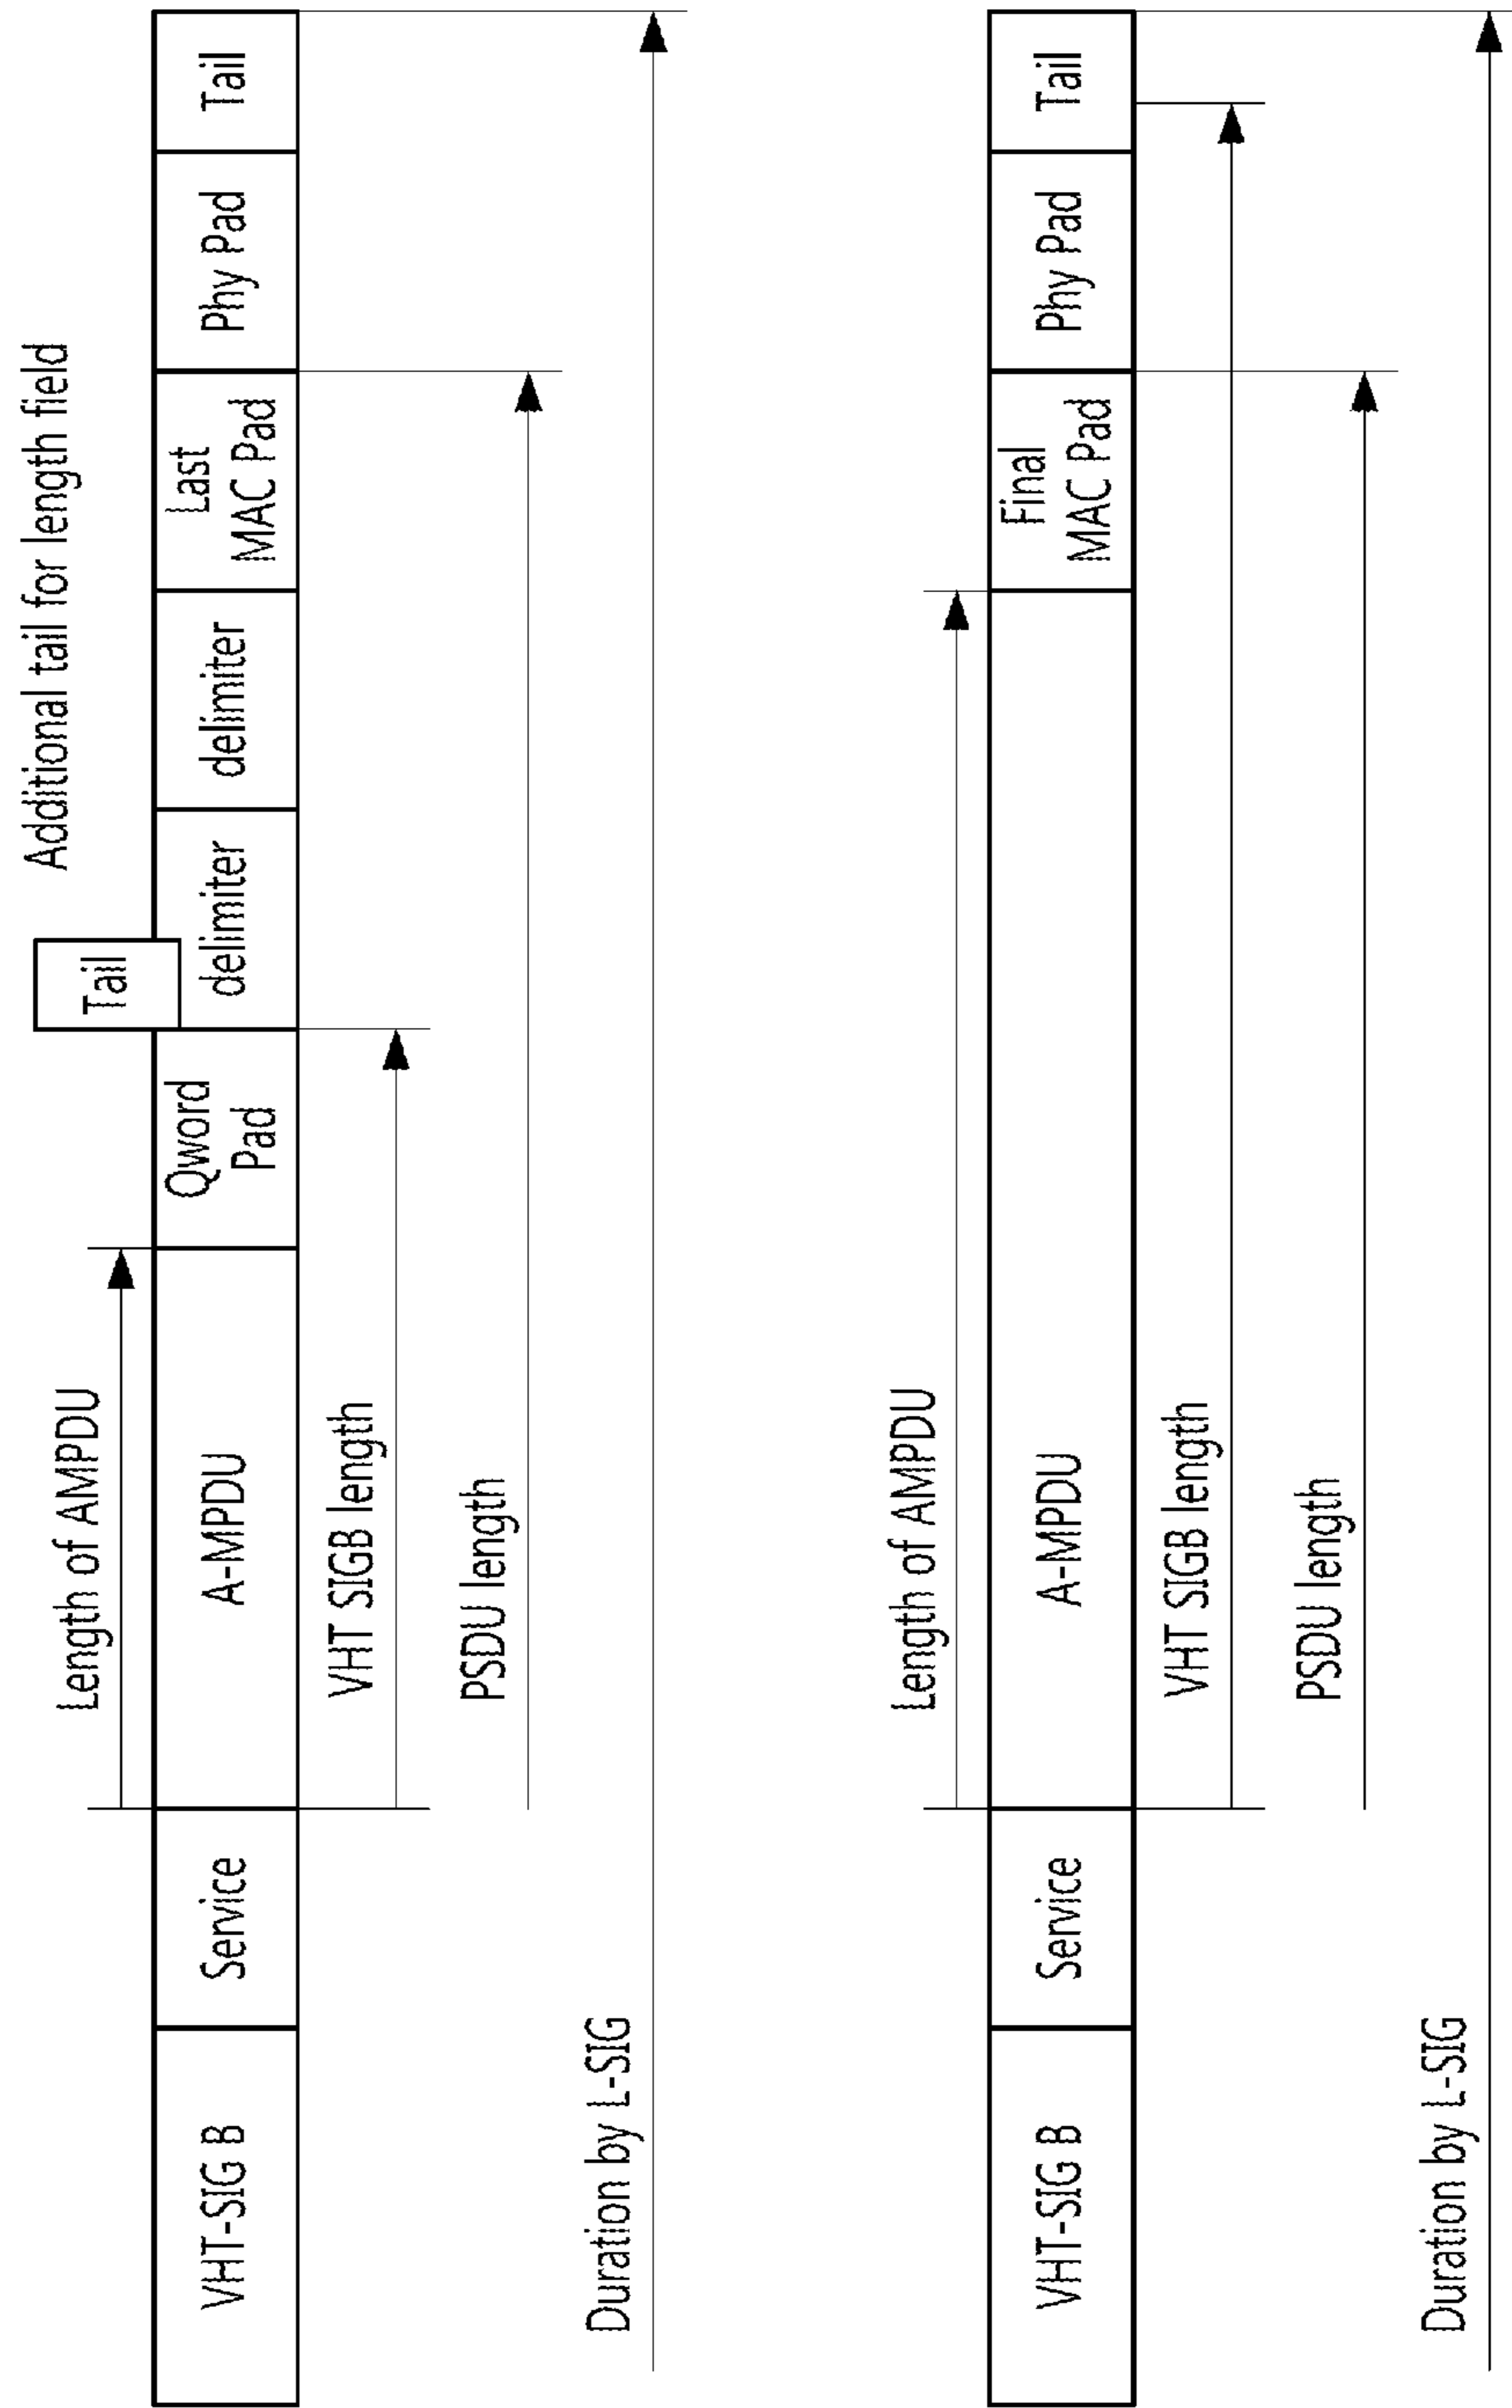 Additional tail for length field
Length of AMPDU
Tail
VHT-SIG B
Service
A-MPDU
Qword
Pad
delimiter
delimiter
Last
MAC Pad
Phy Pad
Tail
VHT SIGB length
PSDU length
Duration by L-SIG
Length of AMPDU
VHT-SIG B
Service
A-MPDU
Final
MAC Pad
Phy Pad
Tail
VHT SIGB length
PSDU length
Duration by L-SIG